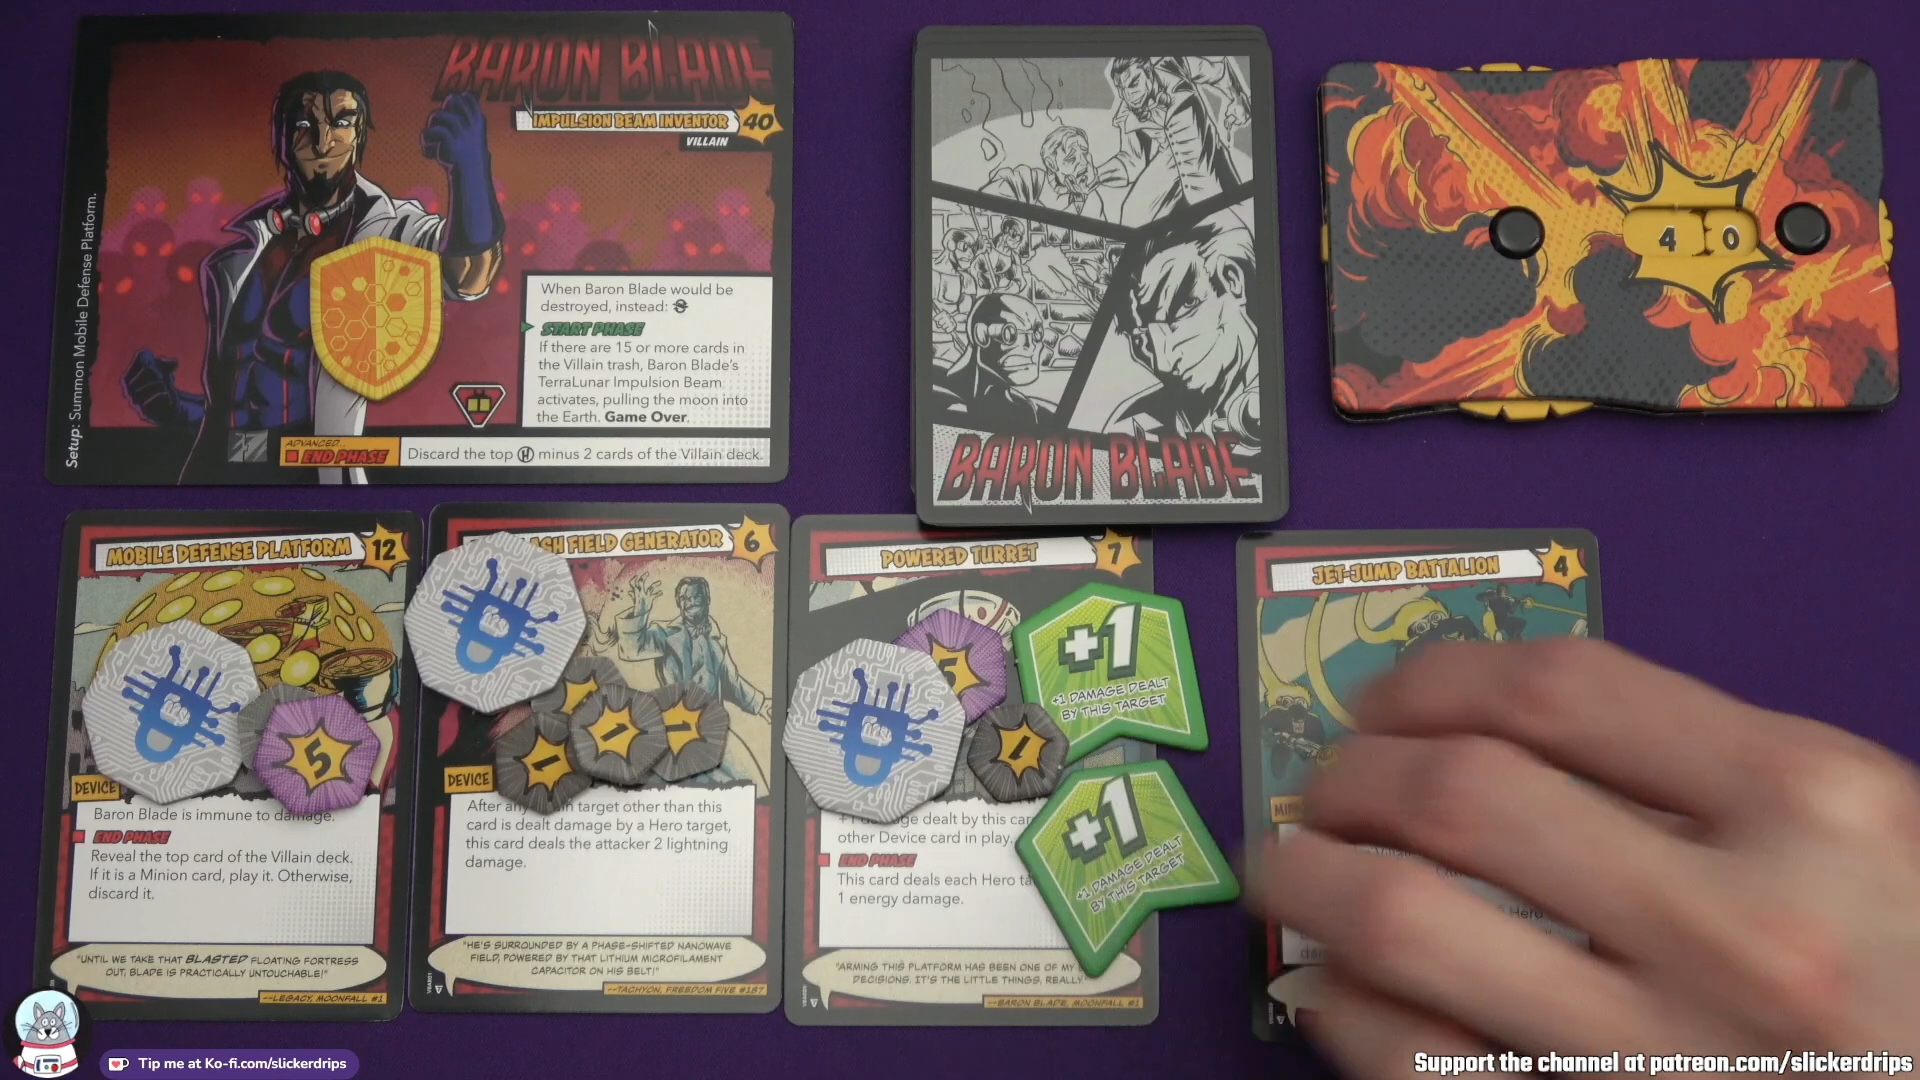 BARON BLADE
IMPULSION BEAM INVENTOR 40
VILLAIN
Setup: Summon Mobile Defense Platform.
When Baron Blade would be
destroyed, instead:
START PHASE
If there are 15 or more cards in
the Villain trash, Baron Blade's
TerraLunar Impulsion Beam
activates, pulling the moon into
the Earth. Game Over.
ADVANCED...
END PHASE
Discard the top H minus 2 cards of the Villain deck.
BARON BLADE
4 0
MOBILE DEFENSE PLATFORM 12
5
DEVICE
Baron Blade is immune to damage.
END PHASE
Reveal the top card of the Villain deck.
If it is a Minion card, play it. Otherwise,
discard it.
"UNTIL WE TAKE THAT BLASTED FLOATING FORTRESS
OUT, BLADE IS PRACTICALLY UNTOUCHABLE!"
--LEGACY, MOONFALL #1
FIELD GENERATOR 6
1
1
1
DEVICE
After any target other than this
card is dealt damage by a Hero target,
this card deals the attacker 2 lightning
damage.
"HE'S SURROUNDED BY A PHASE-SHIFTED NANOWAVE
FIELD, POWERED BY THAT LITHIUM MICROFILAMENT
CAPACITOR ON HIS BELT!"
--TACHYON, FREEDOM FIVE #187
POWERED TURRET 7
5
1
+1
+1 DAMAGE DEALT
BY THIS TARGET
+1
+1 DAMAGE DEALT
BY THIS TARGET
dealt by this
other Device card in play.
END PHASE
This card deals each Hero
1 energy damage.
"ARMING THIS PLATFORM HAS BEEN ONE OF MY
DECISIONS. IT'S THE LITTLE THINGS, REALLY."
--BARON BLADE, MOONFALL #1
JET-JUMP BATTALION 4
Hero
Tip me at Ko-fi.com/slickerdrips
Support the channel at patreon.com/slickerdrips